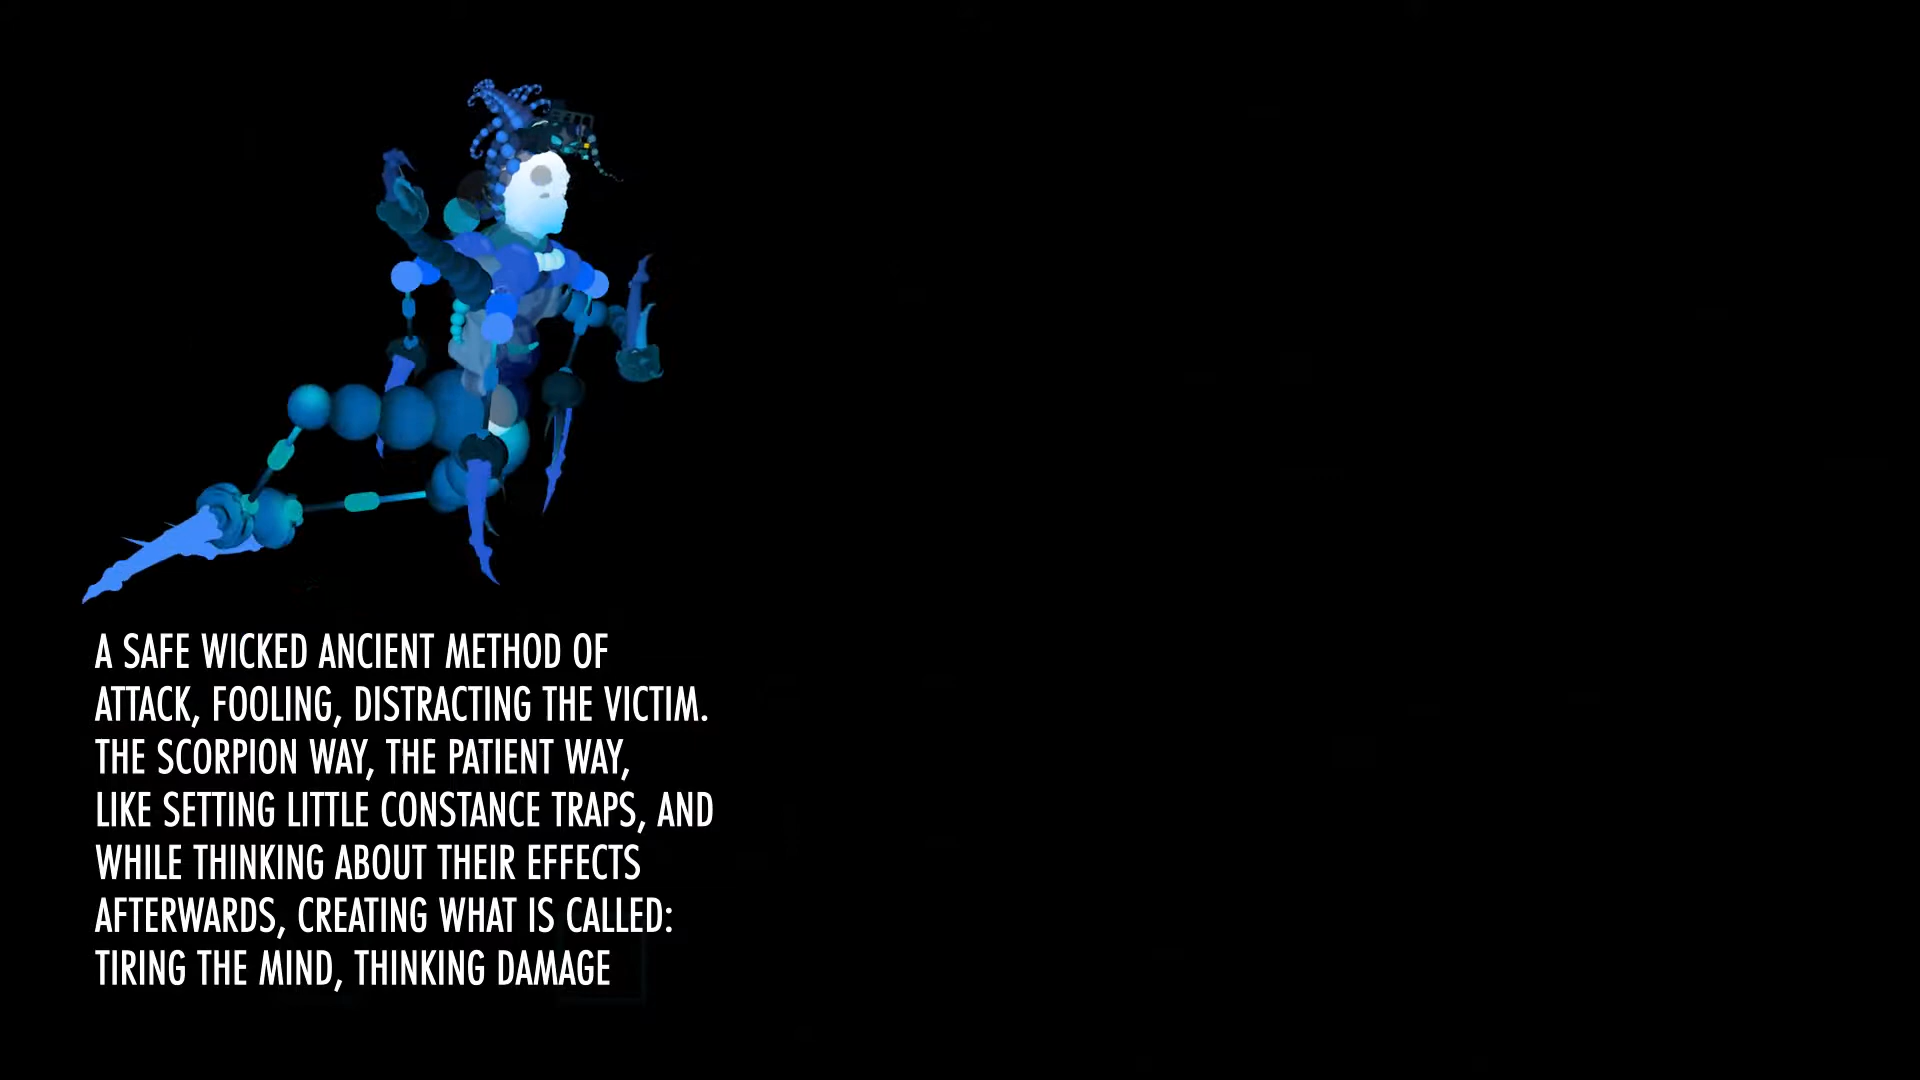 A SAFE WICKED ANCIENT METHOD OF
ATTACK, FOOLING, DISTRACTING THE VICTIM.
THE SCORPION WAY, THE PATIENT WAY,
LIKE SETTING LITTLE CONSTANCE TRAPS, AND
WHILE THINKING ABOUT THEIR EFFECTS
AFTERWARDS, CREATING WHAT IS CALLED:
TIRING THE MIND, THINKING DAMAGE